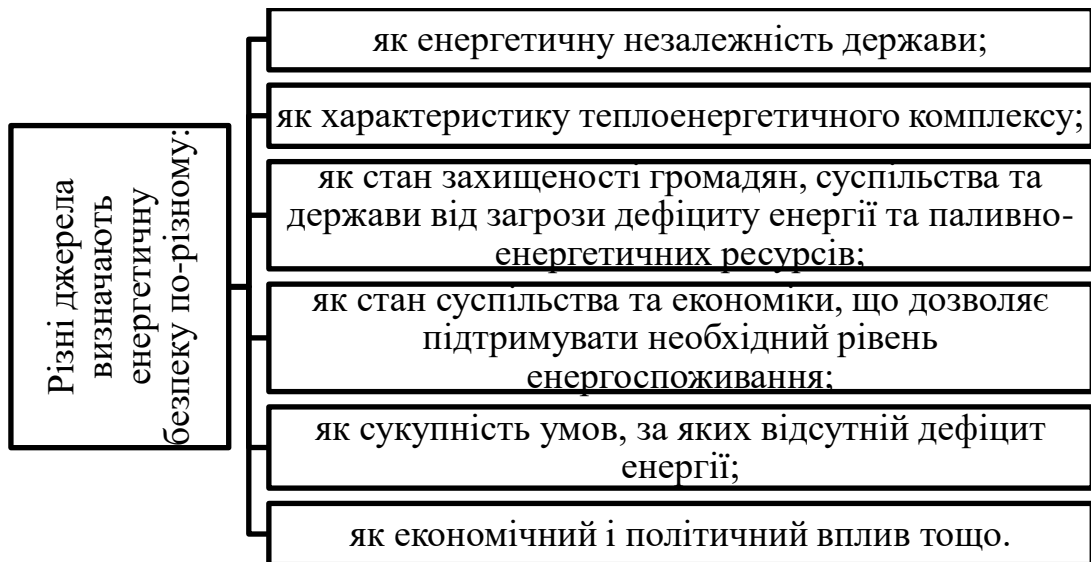 Різні джерела
визначають
енергетичну
безпеку по-різному:
як енергетичну незалежність держави;
як характеристику теплоенергетичного комплексу;
як стан захищеності громадян, суспільства та
держави від загрози дефіциту енергії та паливно-
енергетичних ресурсів;
як стан суспільства та економіки, що дозволяє
підтримувати необхідний рівень
енергоспоживання;
як сукупність умов, за яких відсутній дефіцит
енергії;
як економічний і політичний вплив тощо.